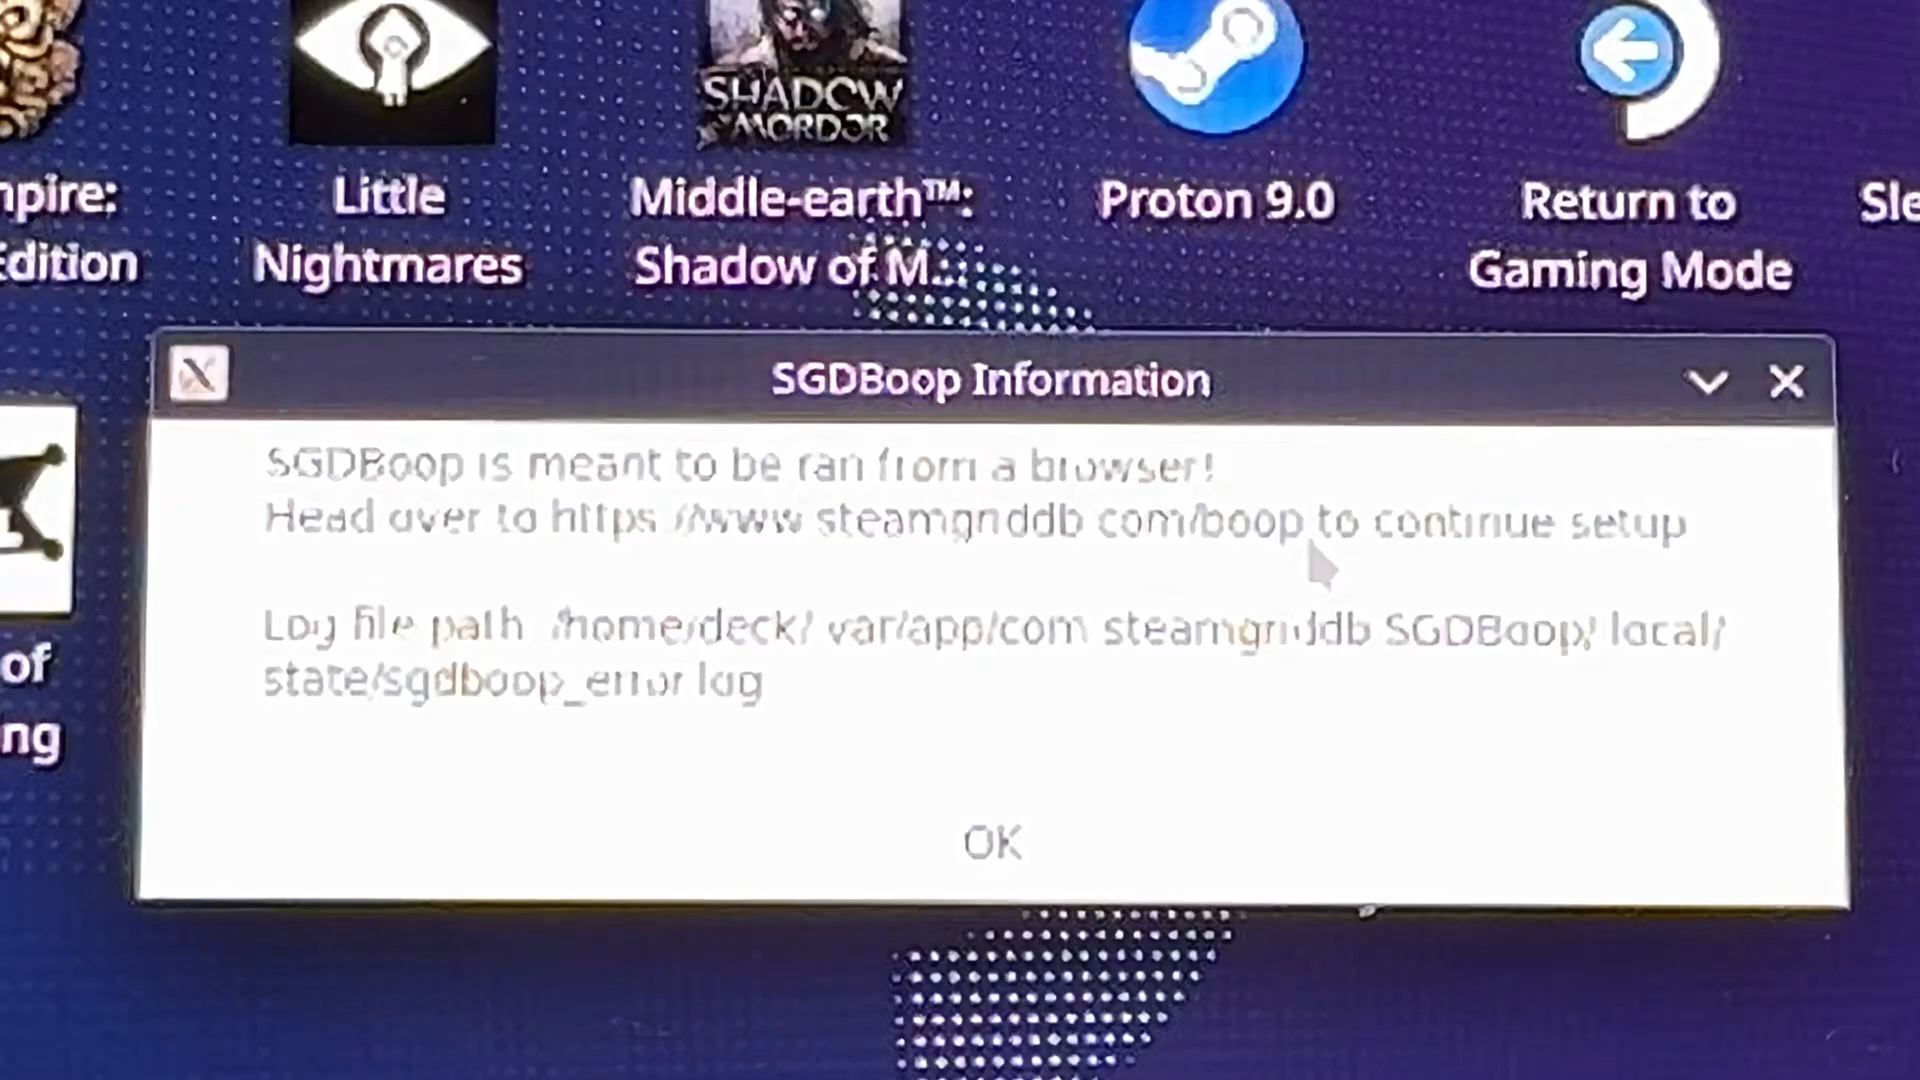 SHADOW
MORDOR
mpire:
Edition
Little
Nightmares
Middle-earth™:
Shadow of M...
Proton 9.0
Return to
Gaming Mode
Sle
SGDBoop Information
SGDBoop is meant to be ran from a browser!
Head over to https://www.steamgriddb.com/boop to continue setup
Log file path: /home/deck/.var/app/com.steamgriddb.SGDBoop/.local/
state/sgdboop_error.log
OK
of
ng